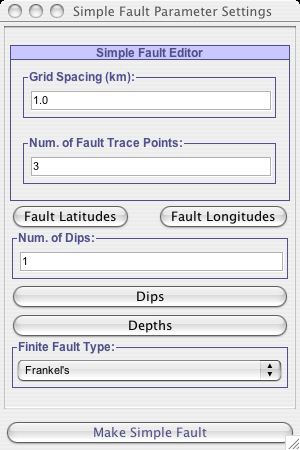 Simple Fault Parameter Settings
Simple Fault Editor
Grid Spacing (km):
1.0
Num. of Fault Trace Points:
3
Fault Latitudes Fault Longitudes
Num. of Dips:
1
Dips
Depths
Finite Fault Type:
Frankel's
Make Simple Fault